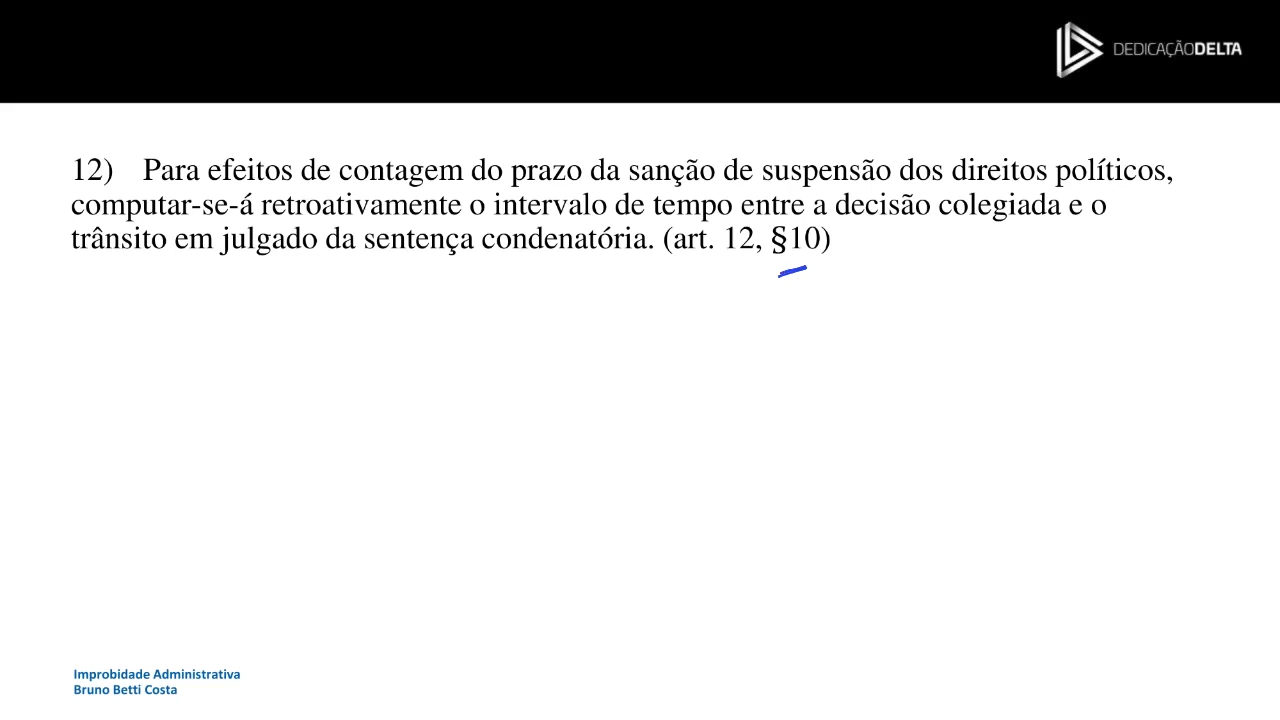 DEDICAÇÃODELTA
12) Para efeitos de contagem do prazo da sanção de suspensão dos direitos políticos,
computar-se-á retroativamente o intervalo de tempo entre a decisão colegiada e o
trânsito em julgado da sentença condenatória. (art. 12, §10)
Improbidade Administrativa
Bruno Betti Costa